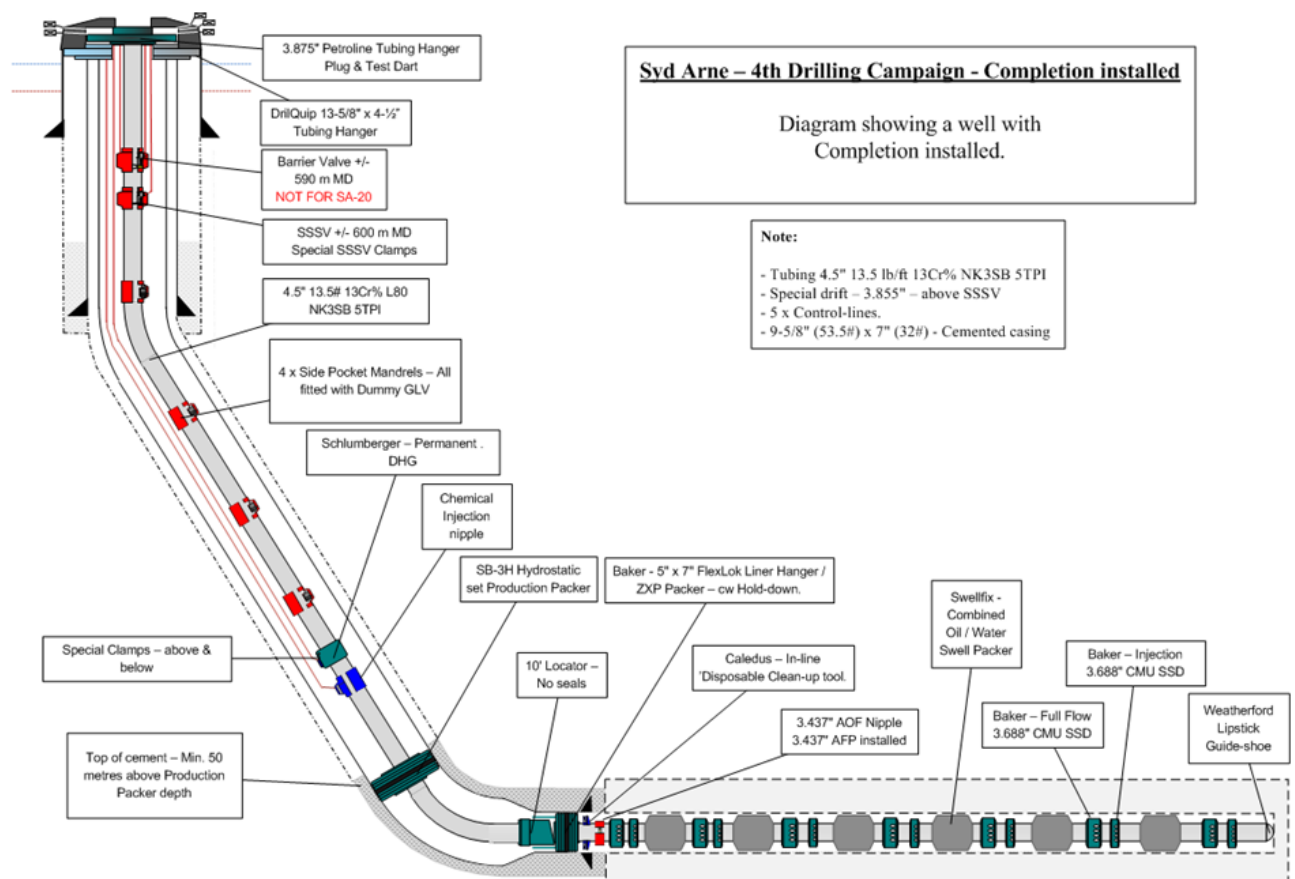 Syd Arne – 4th Drilling Campaign - Completion installed
Diagram showing a well with
Completion installed.
Note:
- Tubing 4.5" 13.5 lb/ft 13Cr% NK3SB 5TPI
- Special drift – 3.855" – above SSSV
- 5 x Control-lines.
- 9-5/8" (53.5#) x 7" (32#) - Cemented casing
3.875" Petroline Tubing Hanger
Plug & Test Dart
DrilQuip 13-5/8" x 4-½"
Tubing Hanger
Barrier Valve +/-
590 m MD
NOT FOR SA-20
SSSV +/- 600 m MD
Special SSSV Clamps
4.5" 13.5# 13Cr% L80
NK3SB 5TPI
4 x Side Pocket Mandrels – All
fitted with Dummy GLV
Schlumberger – Permanent .
DHG
Chemical
Injection
nipple
SB-3H Hydrostatic
set Production Packer
Baker - 5" x 7" FlexLok Liner Hanger /
ZXP Packer – cw Hold-down.
Special Clamps – above &
below
10' Locator –
No seals
Caledus – In-line
'Disposable Clean-up tool.
Swellfix -
Combined
Oil / Water
Swell Packer
Baker – Injection
3.688" CMU SSD
Top of cement – Min. 50
metres above Production
Packer depth
3.437" AOF Nipple
3.437" AFP installed
Baker – Full Flow
3.688" CMU SSD
Weatherford
Lipstick
Guide-shoe